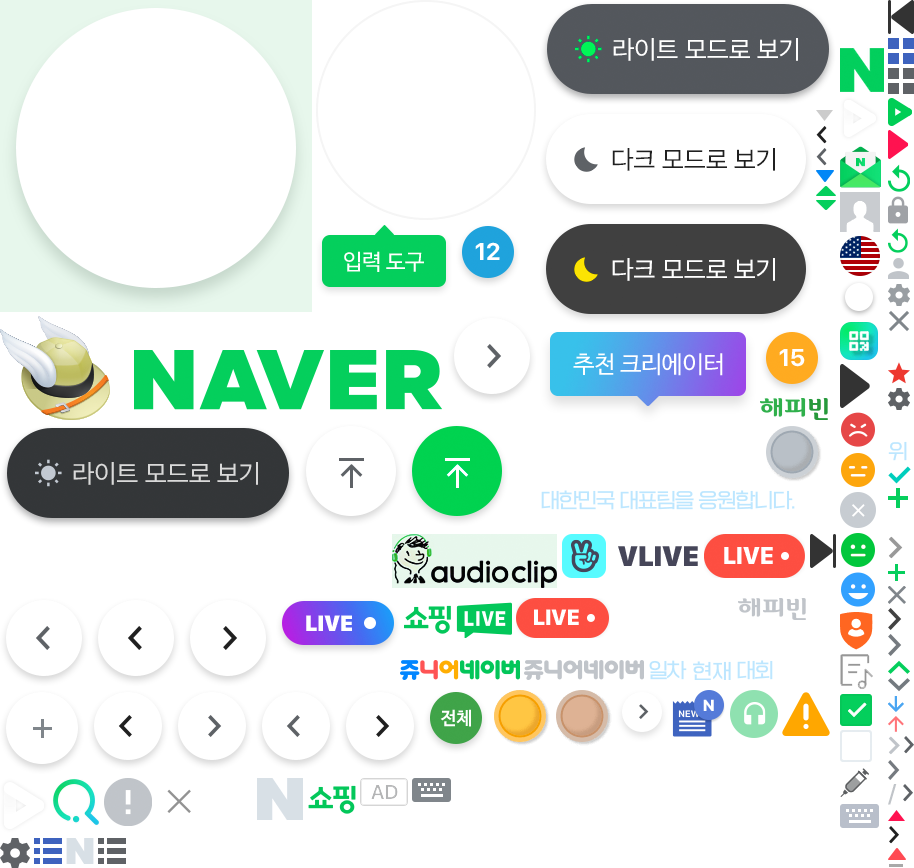 라이트 모드로 보기
N
다크 모드로 보기
N
입력 도구
12
다크 모드로 보기
NAVER
추천 크리에이터
15
해피빈
라이트 모드로 보기
위
대한민국 대표팀을 응원합니다.
audioclip
VLIVE
LIVE
LIVE
쇼핑
LIVE
LIVE
해피빈
쥬니어네이버
쥬니어네이버
일차
현재
대회
전체
NEW
N
N
쇼핑
AD
N